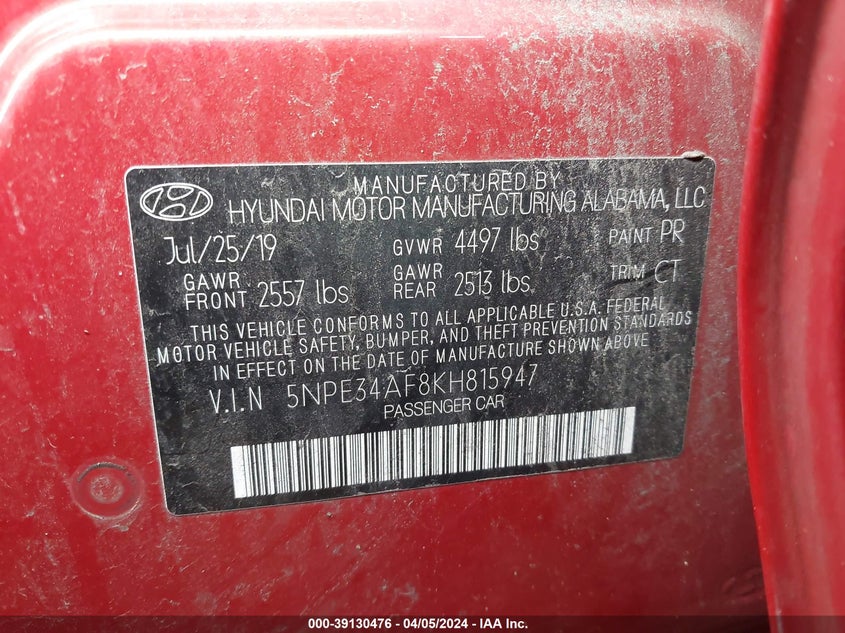 MANUFACTURED BY
HYUNDAI MOTOR MANUFACTURING ALABAMA, LLC
Jul/25/19 GVWR 4497 lbs PAINT PR
GAWR FRONT 2557 lbs GAWR REAR 2513 lbs TRIM CT
THIS VEHICLE CONFORMS TO ALL APPLICABLE U.S.A. FEDERAL
MOTOR VEHICLE SAFETY, BUMPER, AND THEFT PREVENTION STANDARDS
IN EFFECT ON THE DATE OF MANUFACTURE SHOWN ABOVE
V.I.N 5NPE34AF8KH815947
PASSENGER CAR
000-39130476 - 04/05/2024 - IAA Inc.